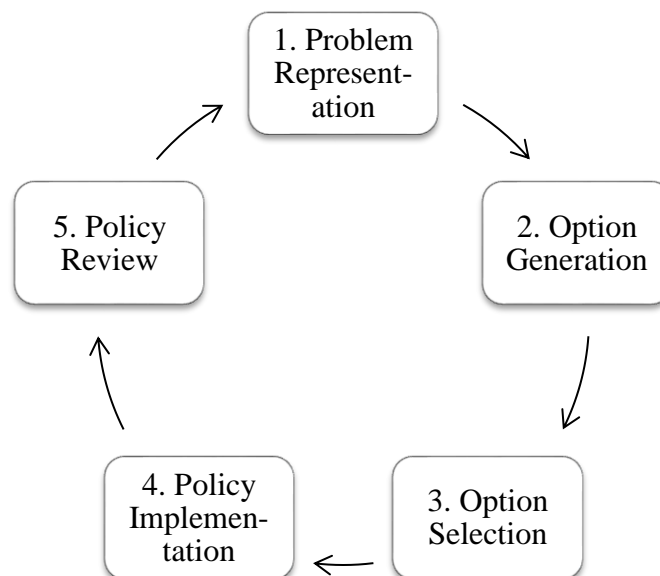 1. Problem
Represent-
ation
2. Option
Generation
3. Option
Selection
4. Policy
Implemen-
tation
5. Policy
Review